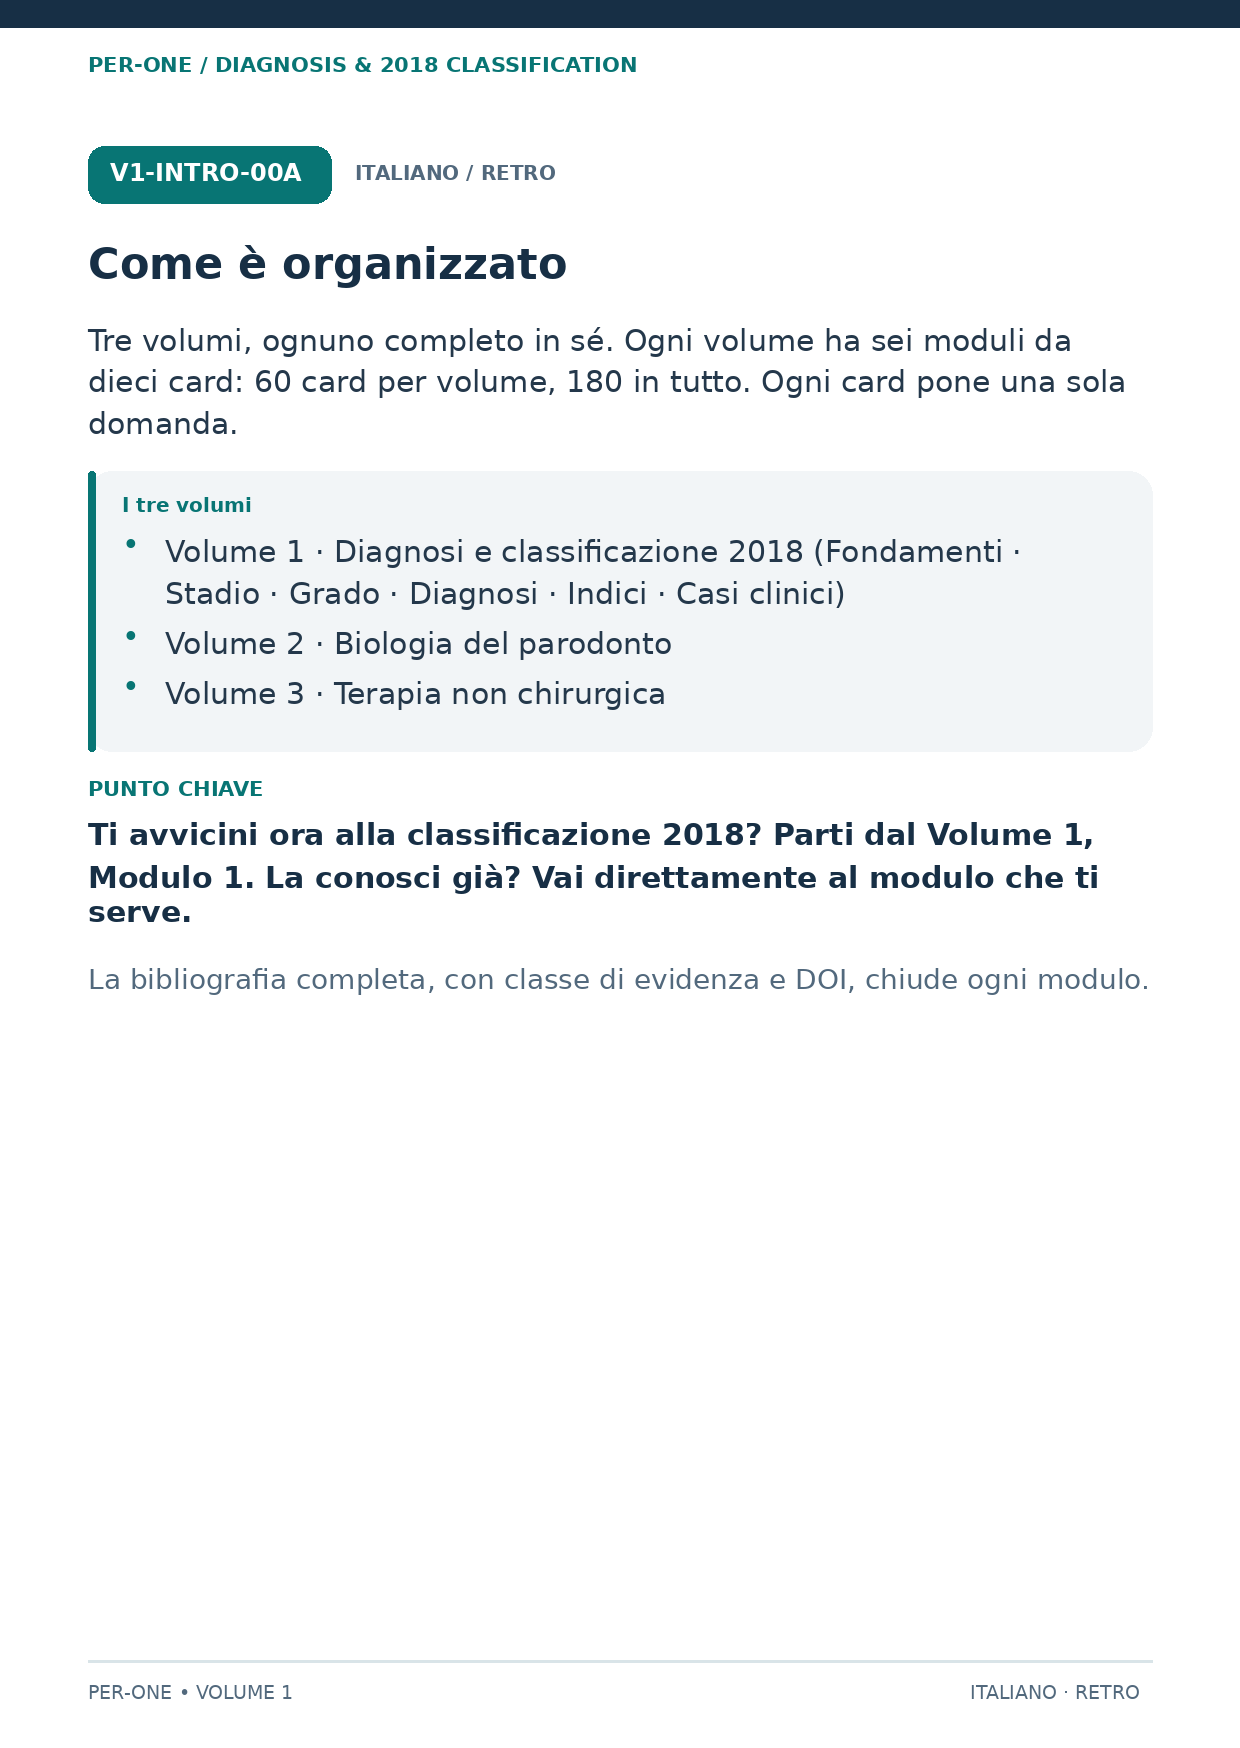 PER-ONE / DIAGNOSIS & 2018 CLASSIFICATION
V1-INTRO-00A
ITALIANO / RETRO
Come è organizzato
Tre volumi, ognuno completo in sé. Ogni volume ha sei moduli da
dieci card: 60 card per volume, 180 in tutto. Ogni card pone una sola
domanda.
I tre volumi
• Volume 1 · Diagnosi e classificazione 2018 (Fondamenti ·
Stadio · Grado · Diagnosi · Indici · Casi clinici)
• Volume 2 · Biologia del parodonto
• Volume 3 · Terapia non chirurgica
PUNTO CHIAVE
Ti avvicini ora alla classificazione 2018? Parti dal Volume 1,
Modulo 1. La conosci già? Vai direttamente al modulo che ti
serve.
La bibliografia completa, con classe di evidenza e DOI, chiude ogni modulo.
PER-ONE • VOLUME 1
ITALIANO · RETRO